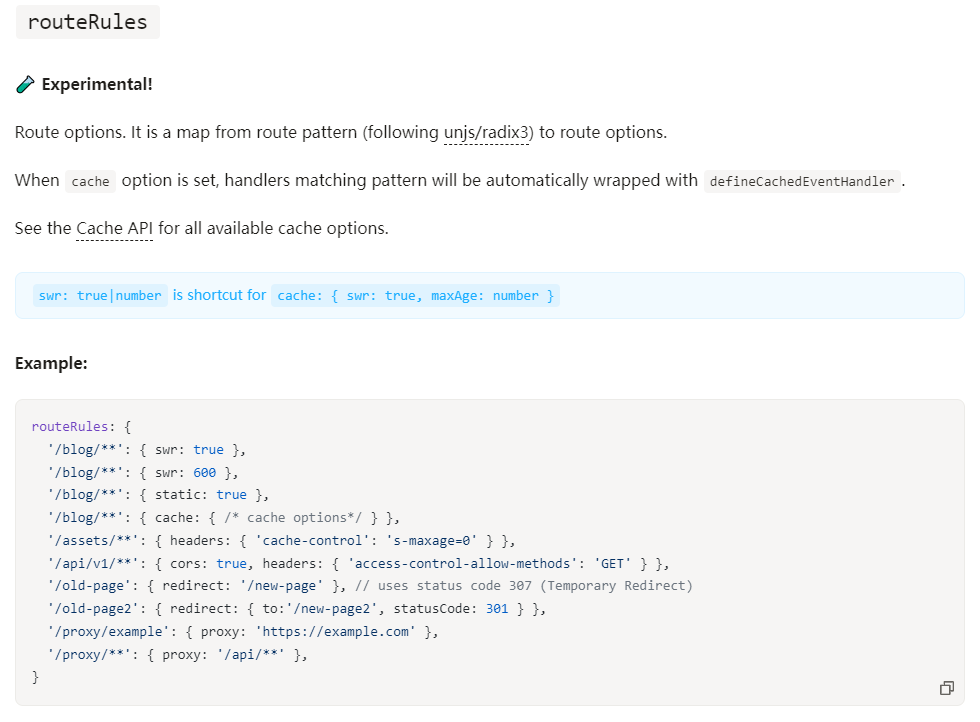 routeRules
Experimental!
Route options. It is a map from route pattern (following unjs/radix3) to route options.
When cache option is set, handlers matching pattern will be automatically wrapped with defineCachedEventHandler .
See the Cache API for all available cache options.
swr: true|number is shortcut for cache: { swr: true, maxAge: number }
Example:
routeRules: {
  '/blog/**': { swr: true },
  '/blog/**': { swr: 600 },
  '/blog/**': { static: true },
  '/blog/**': { cache: { /* cache options*/ } },
  '/assets/**': { headers: { 'cache-control': 's-maxage=0' } },
  '/api/v1/**': { cors: true, headers: { 'access-control-allow-methods': 'GET' } },
  '/old-page': { redirect: '/new-page' }, // uses status code 307 (Temporary Redirect)
  '/old-page2': { redirect: { to:'/new-page2', statusCode: 301 } },
  '/proxy/example': { proxy: 'https://example.com' },
  '/proxy/**': { proxy: '/api/**' },
}